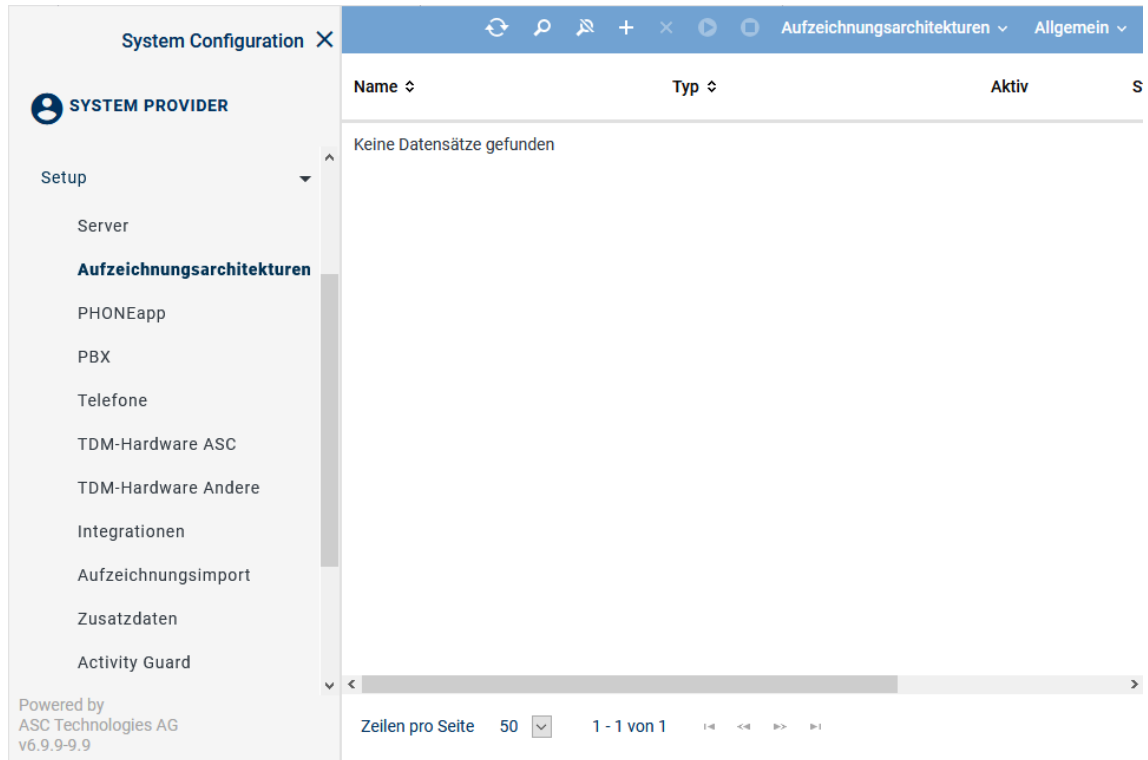 System Configuration
Aufzeichnungsarchitekturen Allgemein
SYSTEM PROVIDER
Name Typ Aktiv S
Keine Datensätze gefunden
Setup
Server
Aufzeichnungsarchitekturen
PHONEapp
PBX
Telefone
TDM-Hardware ASC
TDM-Hardware Andere
Integrationen
Aufzeichnungsimport
Zusatzdaten
Activity Guard
Powered by
ASC Technologies AG
v6.9.9-9.9
Zeilen pro Seite 50 1 - 1 von 1